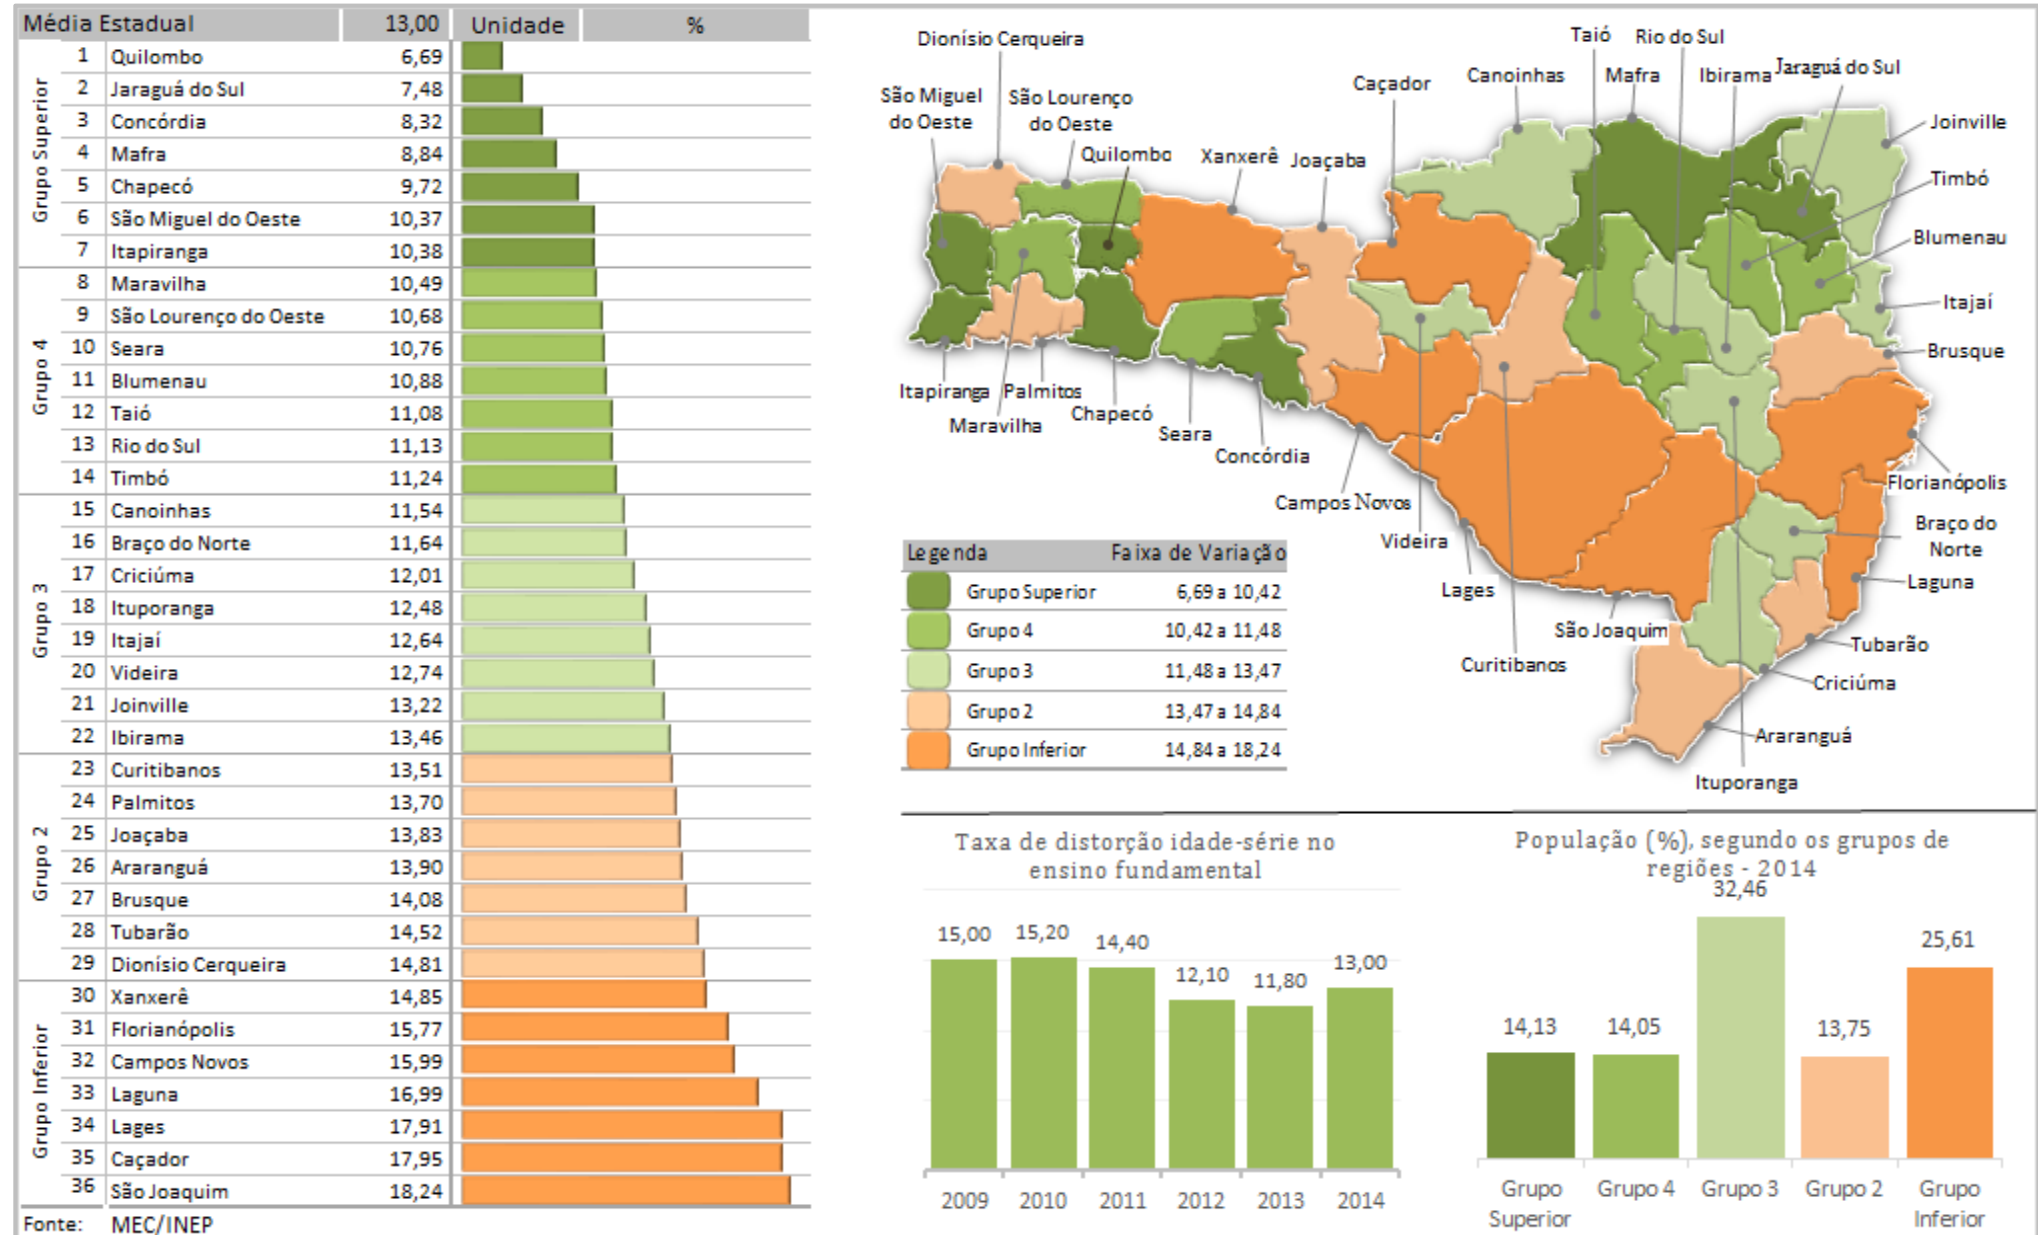 Média Estadual 13,00 Unidade %
Grupo Superior
1 Quilombo 6,69
2 Jaraguá do Sul 7,48
3 Concórdia 8,32
4 Mafra 8,84
5 Chapecó 9,72
6 São Miguel do Oeste 10,37
7 Itapiranga 10,38
Grupo 4
8 Maravilha 10,49
9 São Lourenço do Oeste 10,68
10 Seara 10,76
11 Blumenau 10,88
12 Taió 11,08
13 Rio do Sul 11,13
14 Timbó 11,24
Grupo 3
15 Canoinhas 11,54
16 Braço do Norte 11,64
17 Criciúma 12,01
18 Ituporanga 12,48
19 Itajaí 12,64
20 Videira 12,74
21 Joinville 13,22
22 Ibirama 13,46
Grupo 2
23 Curitibanos 13,51
24 Palmitos 13,70
25 Joaçaba 13,83
26 Araranguá 13,90
27 Brusque 14,08
28 Tubarão 14,52
29 Dionísio Cerqueira 14,81
Grupo Inferior
30 Xanxerê 14,85
31 Florianópolis 15,77
32 Campos Novos 15,99
33 Laguna 16,99
34 Lages 17,91
35 Caçador 17,95
36 São Joaquim 18,24
Fonte: MEC/INEP
Dionísio Cerqueira
São Miguel
do Oeste
São Lourenço
do Oeste
Quilombo
Xanxerê
Joaçaba
Caçador
Canoinhas
Taió
Mafra
Rio do Sul
Ibirama
Jaraguá do Sul
Joinville
Timbó
Blumenau
Itajaí
Brusque
Florianópolis
Braço do
Norte
Laguna
Tubarão
Criciúma
Araranguá
Ituporanga
São Joaquim
Curitibanos
Lages
Videira
Campos Novos
Concórdia
Seara
Chapecó
Maravilha
Palmitos
Itapiranga
Legenda Faixa de Variação
Grupo Superior 6,69 a 10,42
Grupo 4 10,42 a 11,48
Grupo 3 11,48 a 13,47
Grupo 2 13,47 a 14,84
Grupo Inferior 14,84 a 18,24
Taxa de distorção idade-série no
ensino fundamental
15,00 15,20 14,40 12,10 11,80 13,00
2009 2010 2011 2012 2013 2014
População (%), segundo os grupos de
regiões - 2014
14,13 14,05 32,46 13,75 25,61
Grupo
Superior
Grupo 4
Grupo 3
Grupo 2
Grupo
Inferior